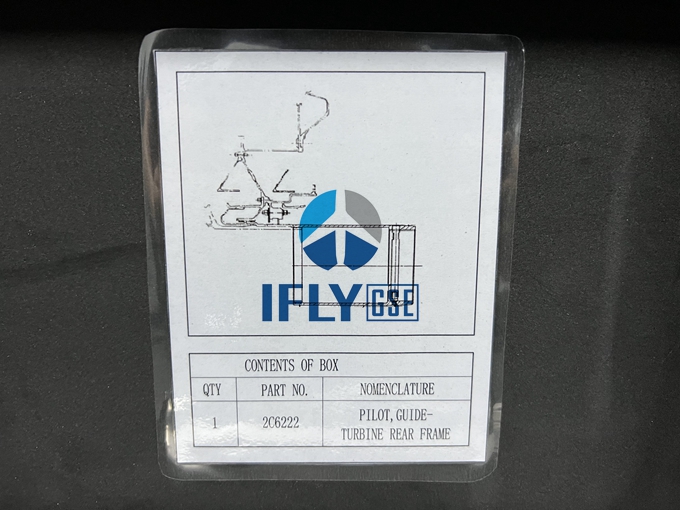 IFLY GSE
CONTENTS OF BOX
QTY PART NO. NOMENCLATURE
1 2C6222 PILOT,GUIDE-
TURBINE REAR FRAME